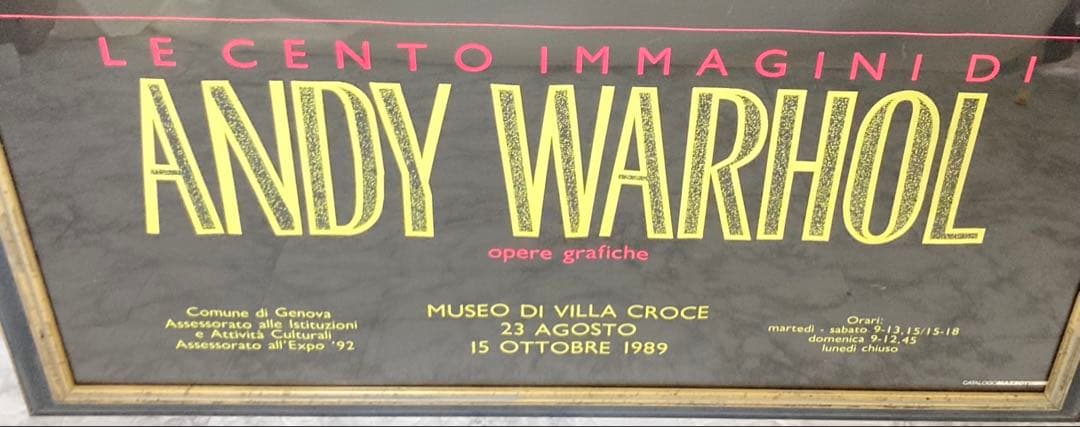 LE CENTO IMMAGINI DI
ANDY WARHOL
opere grafiche
Comune di Genova
Assessorato alle Istituzioni
e Attività Culturali
Assessorato all'Expo '92
MUSEO DI VILLA CROCE
23 AGOSTO
15 OTTOBRE 1989
Orari:
martedì - sabato 9-13,15/15-18
domenica 9-12,45
lunedì chiuso
CATALOGO